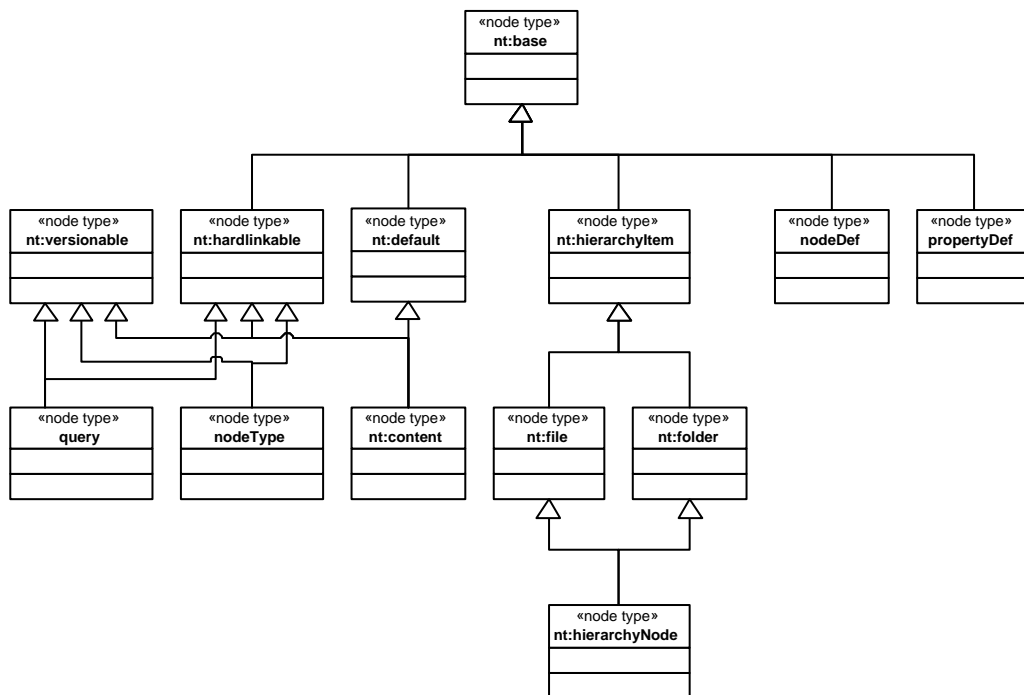 «node type»
nt:base
«node type»
nt:versionable
«node type»
nt:hardlinkable
«node type»
nt:default
«node type»
nt:hierarchyItem
«node type»
nodeDef
«node type»
propertyDef
«node type»
query
«node type»
nodeType
«node type»
nt:content
«node type»
nt:file
«node type»
nt:folder
«node type»
nt:hierarchyNode